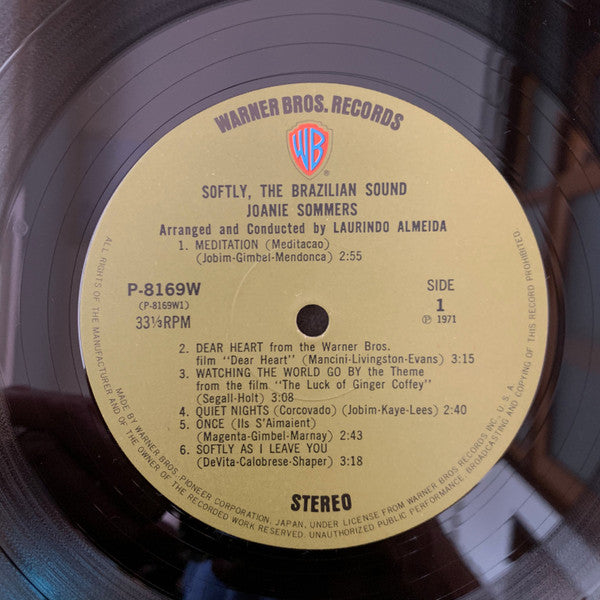 WARNER BROS. RECORDS
WB
®
SOFTLY, THE BRAZILIAN SOUND
JOANIE SOMMERS
Arranged and Conducted by LAURINDO ALMEIDA
1. MEDITATION (Meditacao)
(Jobim-Gimbel-Mendonca) 2:55
P-8169W
(P-8169W1)
33⅓RPM
SIDE
1
Ⓟ 1971
2. DEAR HEART from the Warner Bros.
film "Dear Heart" (Mancini-Livingston-Evans) 3:15
3. WATCHING THE WORLD GO BY the Theme
from the film "The Luck of Ginger Coffey"
(Segall-Holt) 3:08
4. QUIET NIGHTS (Corcovado) (Jobim-Kaye-Lees) 2:40
5. ONCE (Ils S'Aimaient)
(Magenta-Gimbel-Marnay) 2:43
6. SOFTLY AS I LEAVE YOU
(DeVita-Calobrese-Shaper) 3:18
STEREO
MADE BY WARNER BROS. PIONEER CORPORATION, JAPAN, UNDER LICENSE FROM WARNER BROS. RECORDS INC., U.S.A.
ALL RIGHTS OF THE MANUFACTURER AND OF THE OWNER OF THE RECORDED WORK RESERVED. UNAUTHORIZED PUBLIC PERFORMANCE, BROADCASTING AND COPYING OF THIS RECORD PROHIBITED.